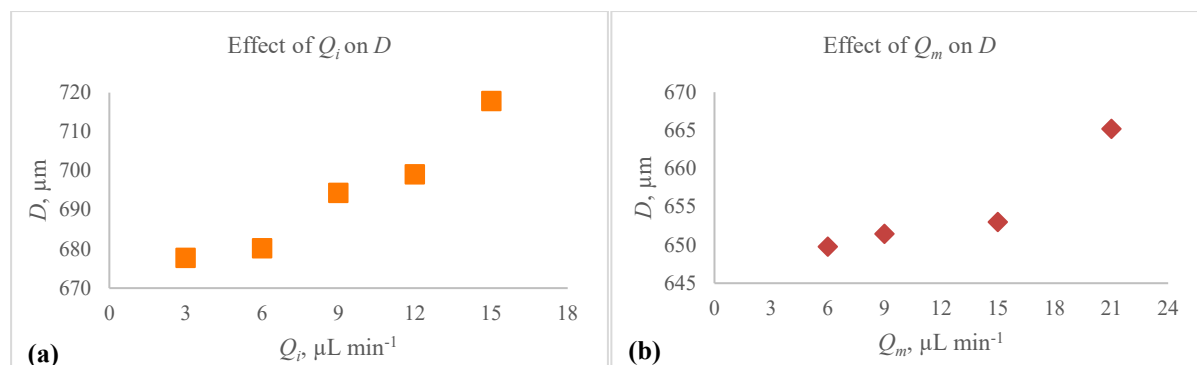 Effect of Qi on D
720
710
700
690
680
670
D, µm
0 3 6 9 12 15 18
Qi, µL min-1
(a)
Effect of Qm on D
670
665
660
655
650
645
D, µm
0 3 6 9 12 15 18 21 24
Qm, µL min-1
(b)